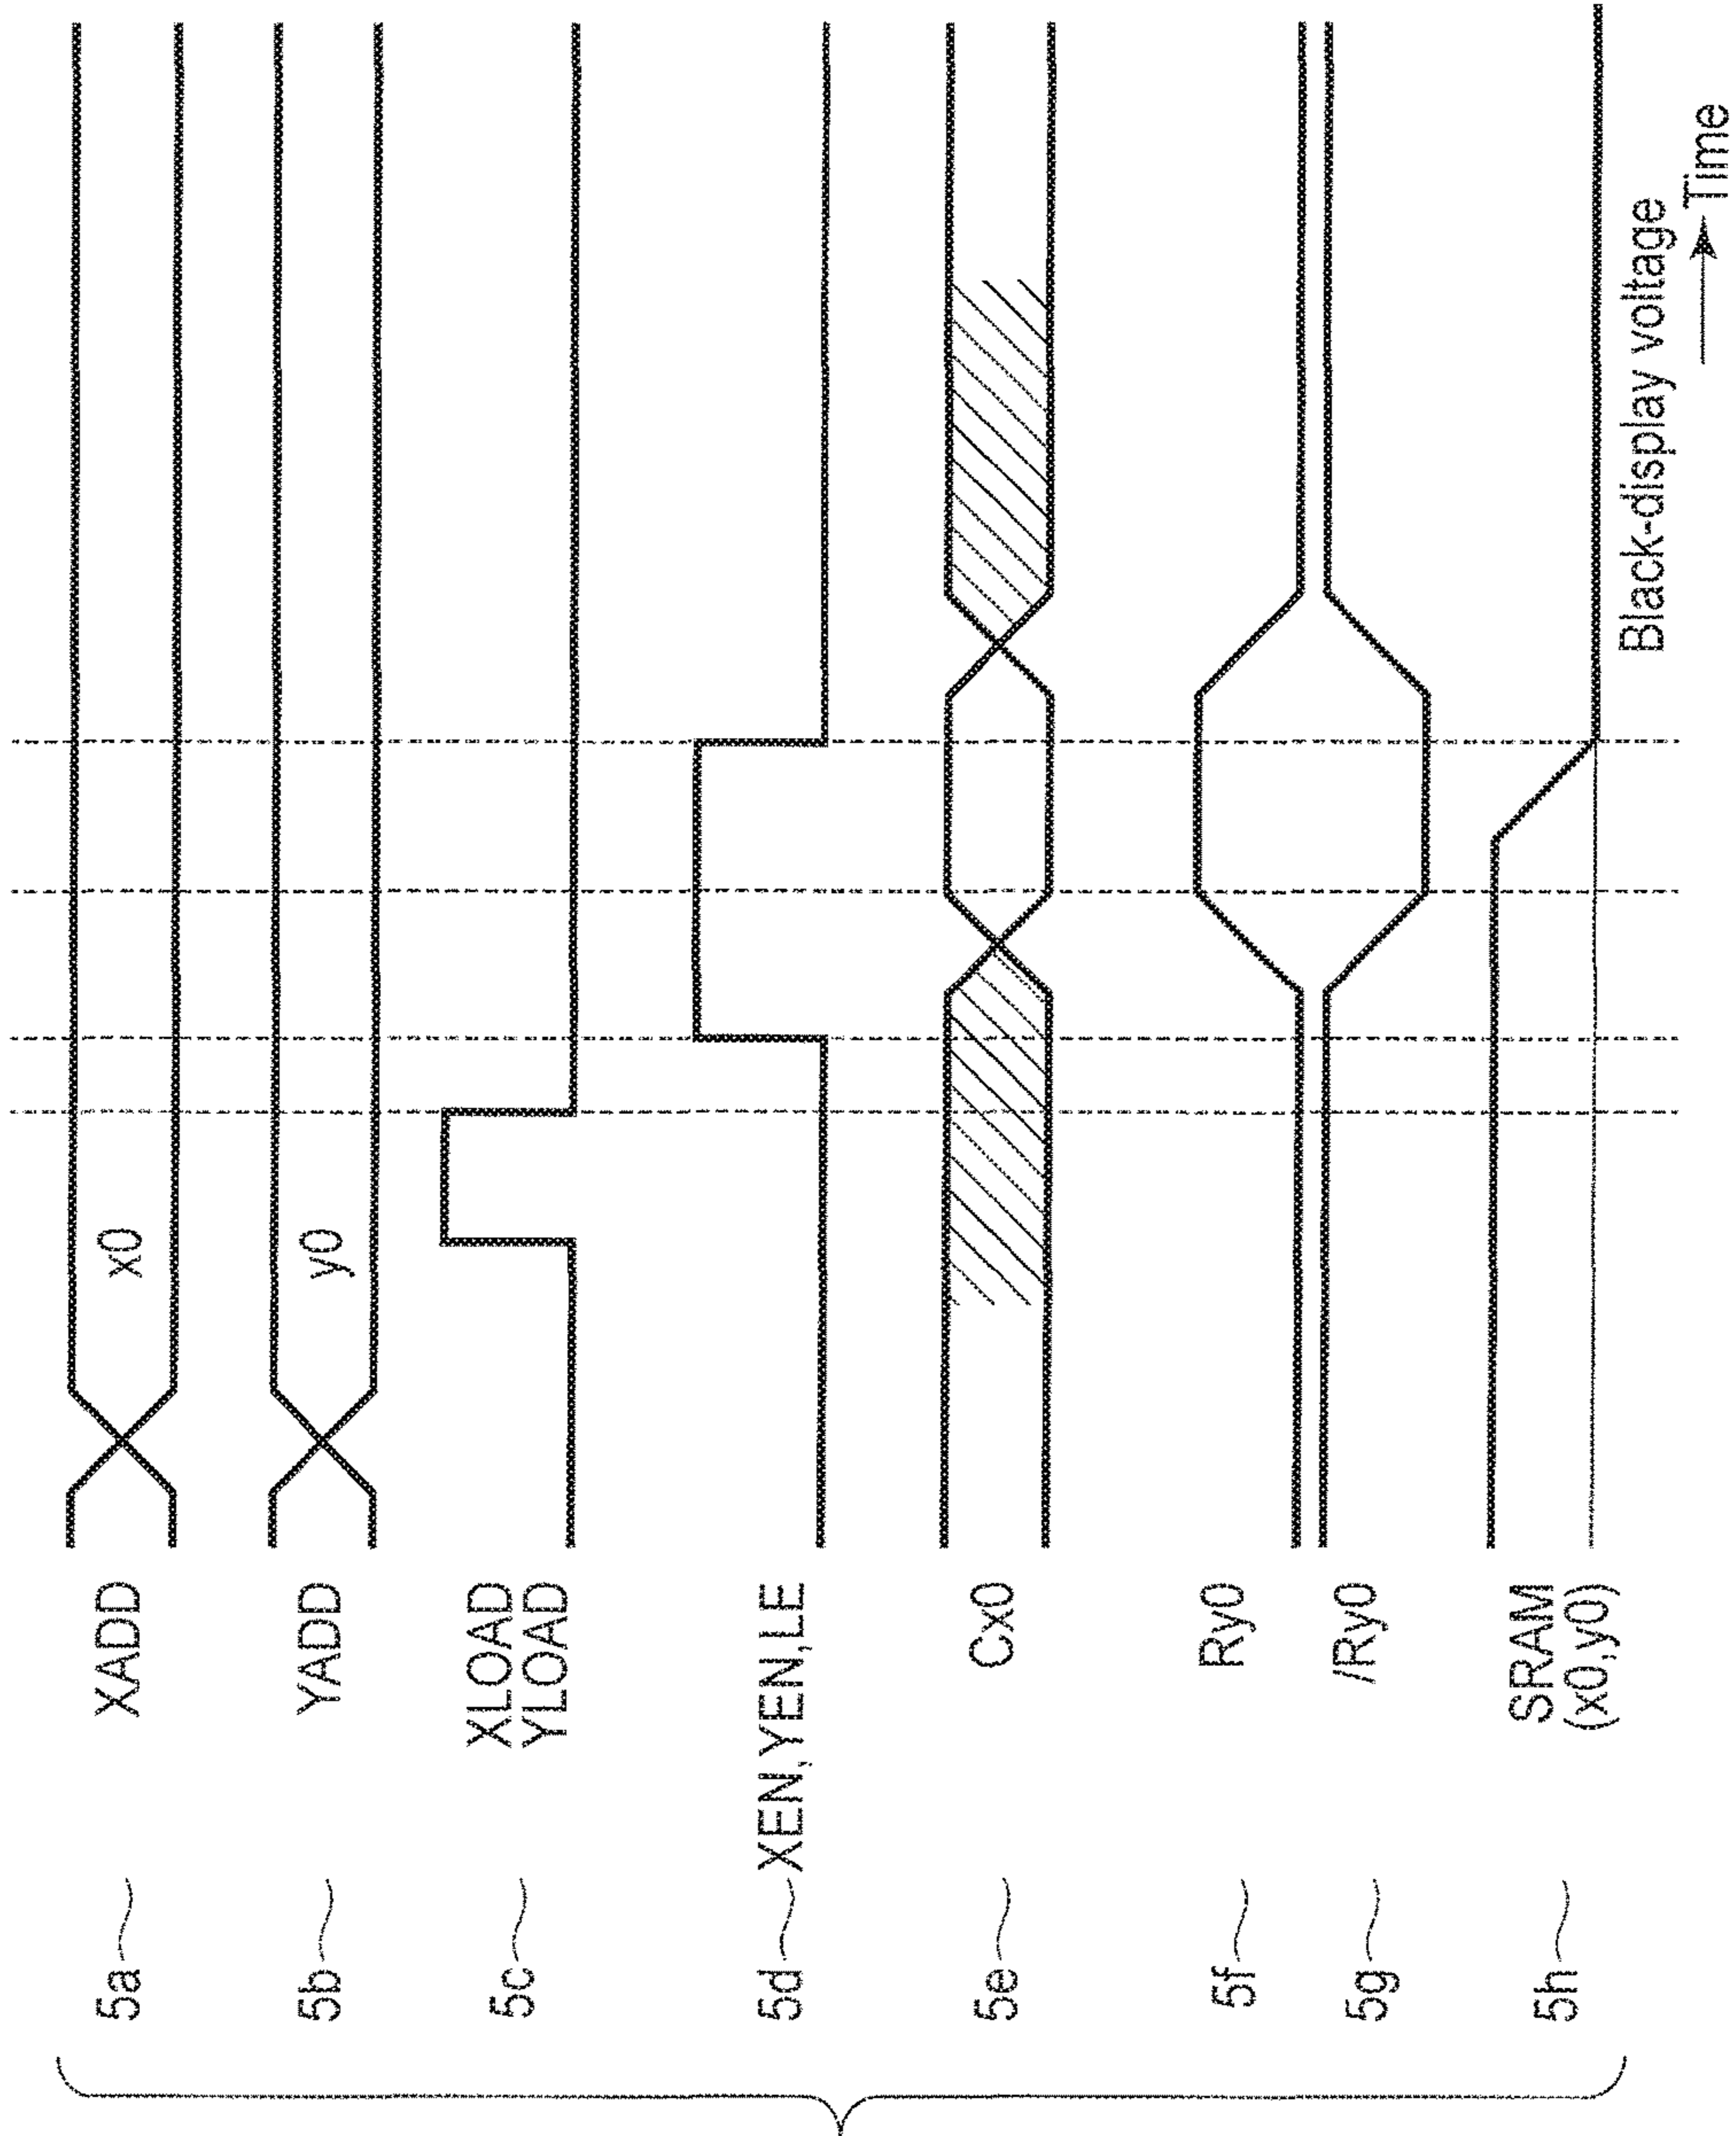 5a XADD x0
5b YADD y0
5c XLOAD
YLOAD
5d XEN,YEN,LE
5e Cx0
5f Ry0
5g /Ry0
5h SRAM
(x0,y0)
Black-display voltage
Time